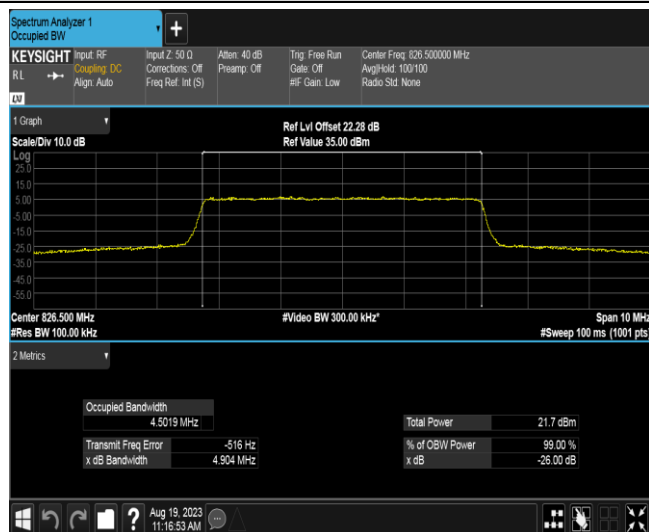 Spectrum Analyzer 1
Occupied BW
+
KEYSIGHT Input: RF Input Z: 50 Ω Atten: 40 dB Trig: Free Run Center Freq: 826.500000 MHz
RL Coupling: DC Corrections: Off Preamp: Off Gate: Off Avg|Hold: 100/100
Align: Auto Freq Ref: Int (S) #IF Gain: Low Radio Std: None
LXI
1 Graph Ref Lvl Offset 22.28 dB
Scale/Div 10.0 dB Ref Value 35.00 dBm
Log
25.0
15.0
5.00
-5.00
-15.0
-25.0
-35.0
-45.0
-55.0
Center 826.500 MHz #Video BW 300.00 kHz* Span 10 MHz
#Res BW 100.00 kHz #Sweep 100 ms (1001 pts)
2 Metrics
Occupied Bandwidth
4.5019 MHz Total Power 21.7 dBm
Transmit Freq Error -516 Hz % of OBW Power 99.00 %
x dB Bandwidth 4.904 MHz x dB -26.00 dB
? Aug 19, 2023
11:16:53 AM